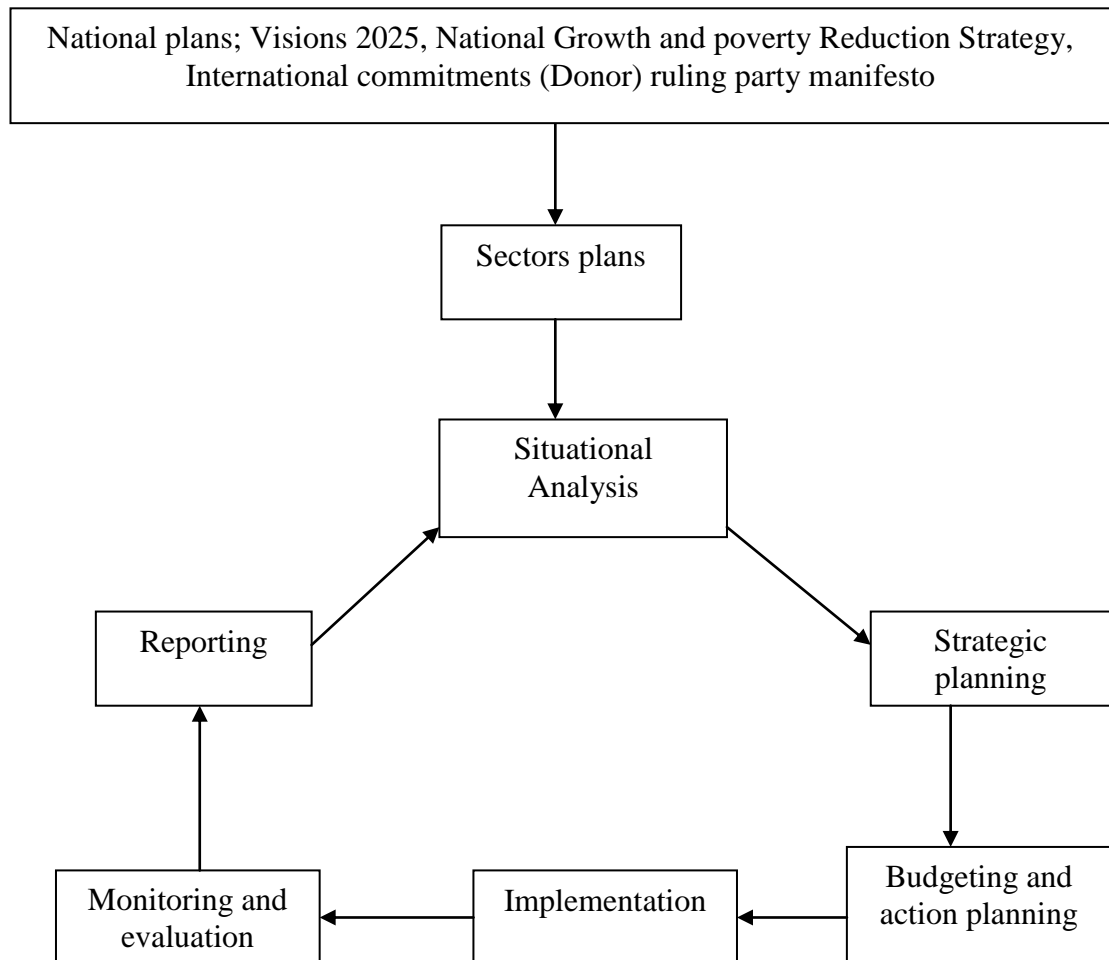 National plans; Visions 2025, National Growth and poverty Reduction Strategy,
International commitments (Donor) ruling party manifesto
Sectors plans
Situational
Analysis
Reporting
Strategic
planning
Monitoring and
evaluation
Implementation
Budgeting and
action planning